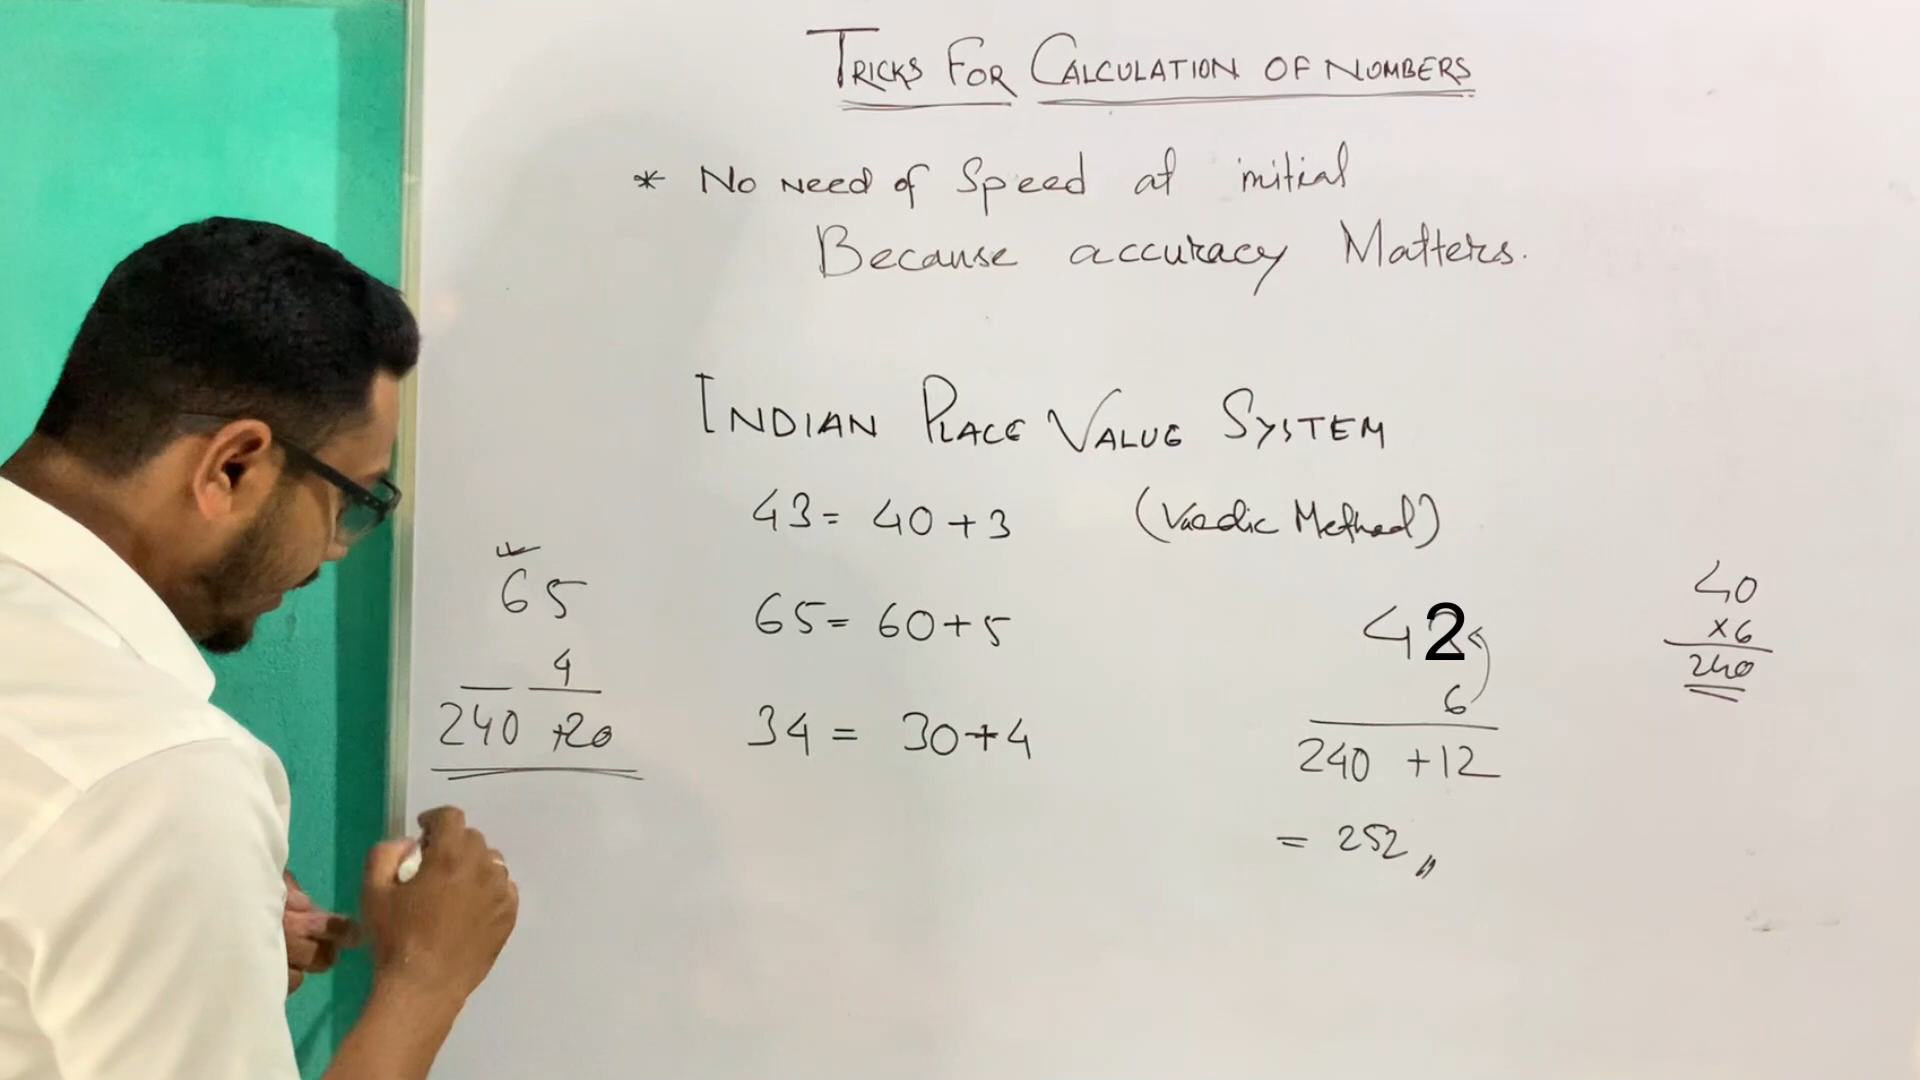 TRICKS FOR CALCULATION OF NUMBERS
* No NEED of Speed at initial
Because accuracy Matters.
INDIAN PLACE VALUE SYSTEM
43 = 40 + 3
(Vaedic Method)
65 = 60 + 5
34 = 30 + 4
65
4
240 +20
42
6
240 +12
= 252
40
x6
240